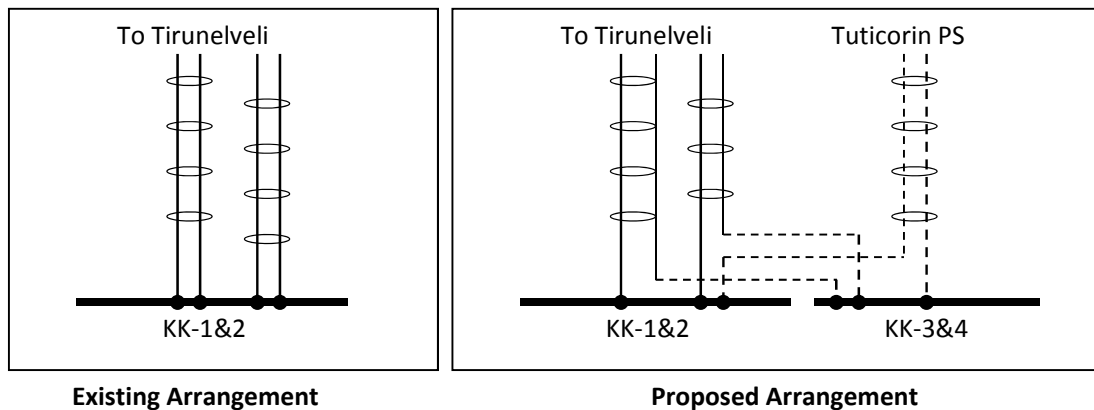 To Tirunelveli
KK-1&2
Existing Arrangement
To Tirunelveli
Tuticorin PS
KK-1&2
KK-3&4
Proposed Arrangement